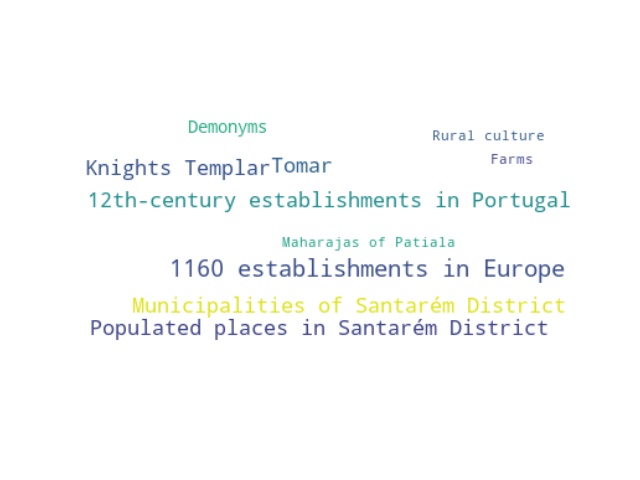 Demonyms
Rural culture
Farms
Knights Templar
Tomar
12th-century establishments in Portugal
Maharajas of Patiala
1160 establishments in Europe
Municipalities of Santarém District
Populated places in Santarém District